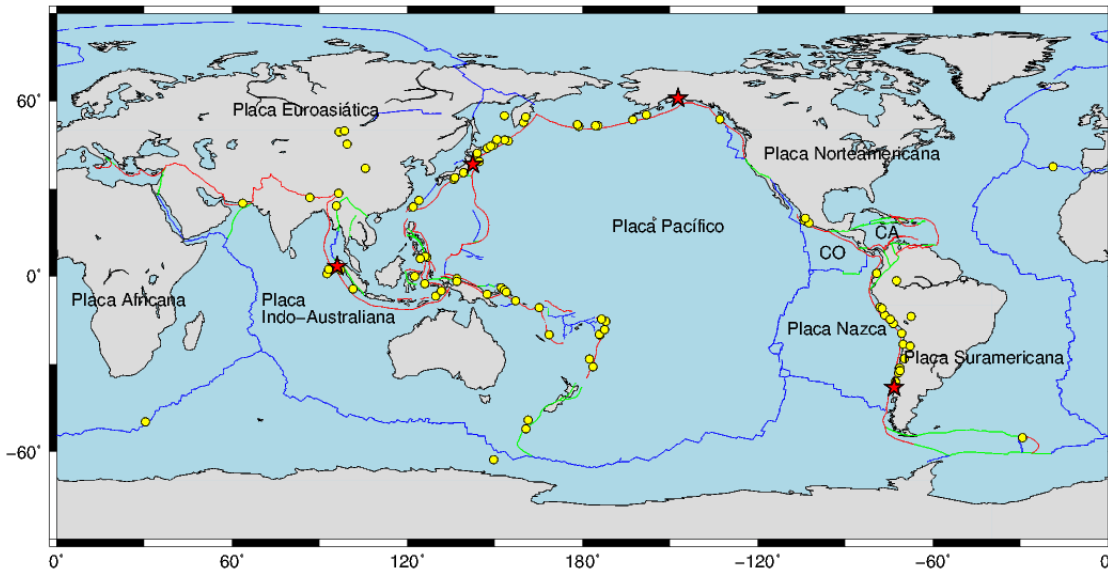 60°
0°
−60°
Placa Euroasiática
Placa Norteamericana
Placa Pacífico
CA
CO
Placa Africana
Placa
Indo−Australiana
Placa Nazca
Placa Suramericana
0°
60°
120°
180°
−120°
−60°
0°